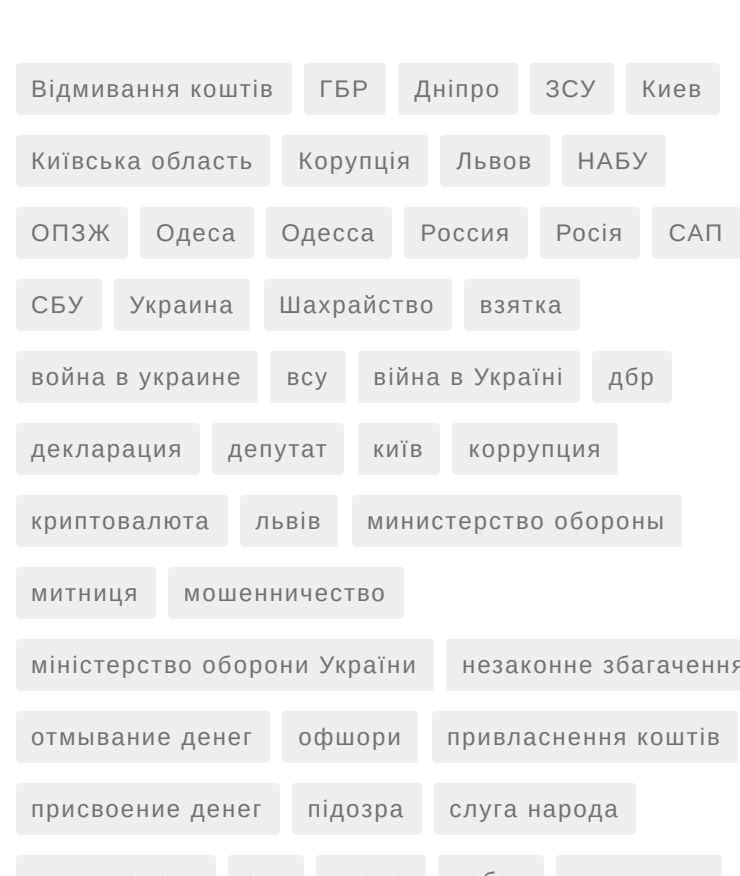 Відмивання коштів ГБР Дніпро ЗСУ Киев
Київська область Корупція Львов НАБУ
ОПЗЖ Одеса Одесса Россия Росія САП
СБУ Украина Шахрайство взятка
война в украине всу війна в Україні дбр
декларация депутат київ коррупция
криптовалюта львів министерство обороны
митниця мошенничество
міністерство оборони України незаконне збагачення
отмывание денег офшори привласнення коштів
присвоение денег підозра слуга народа